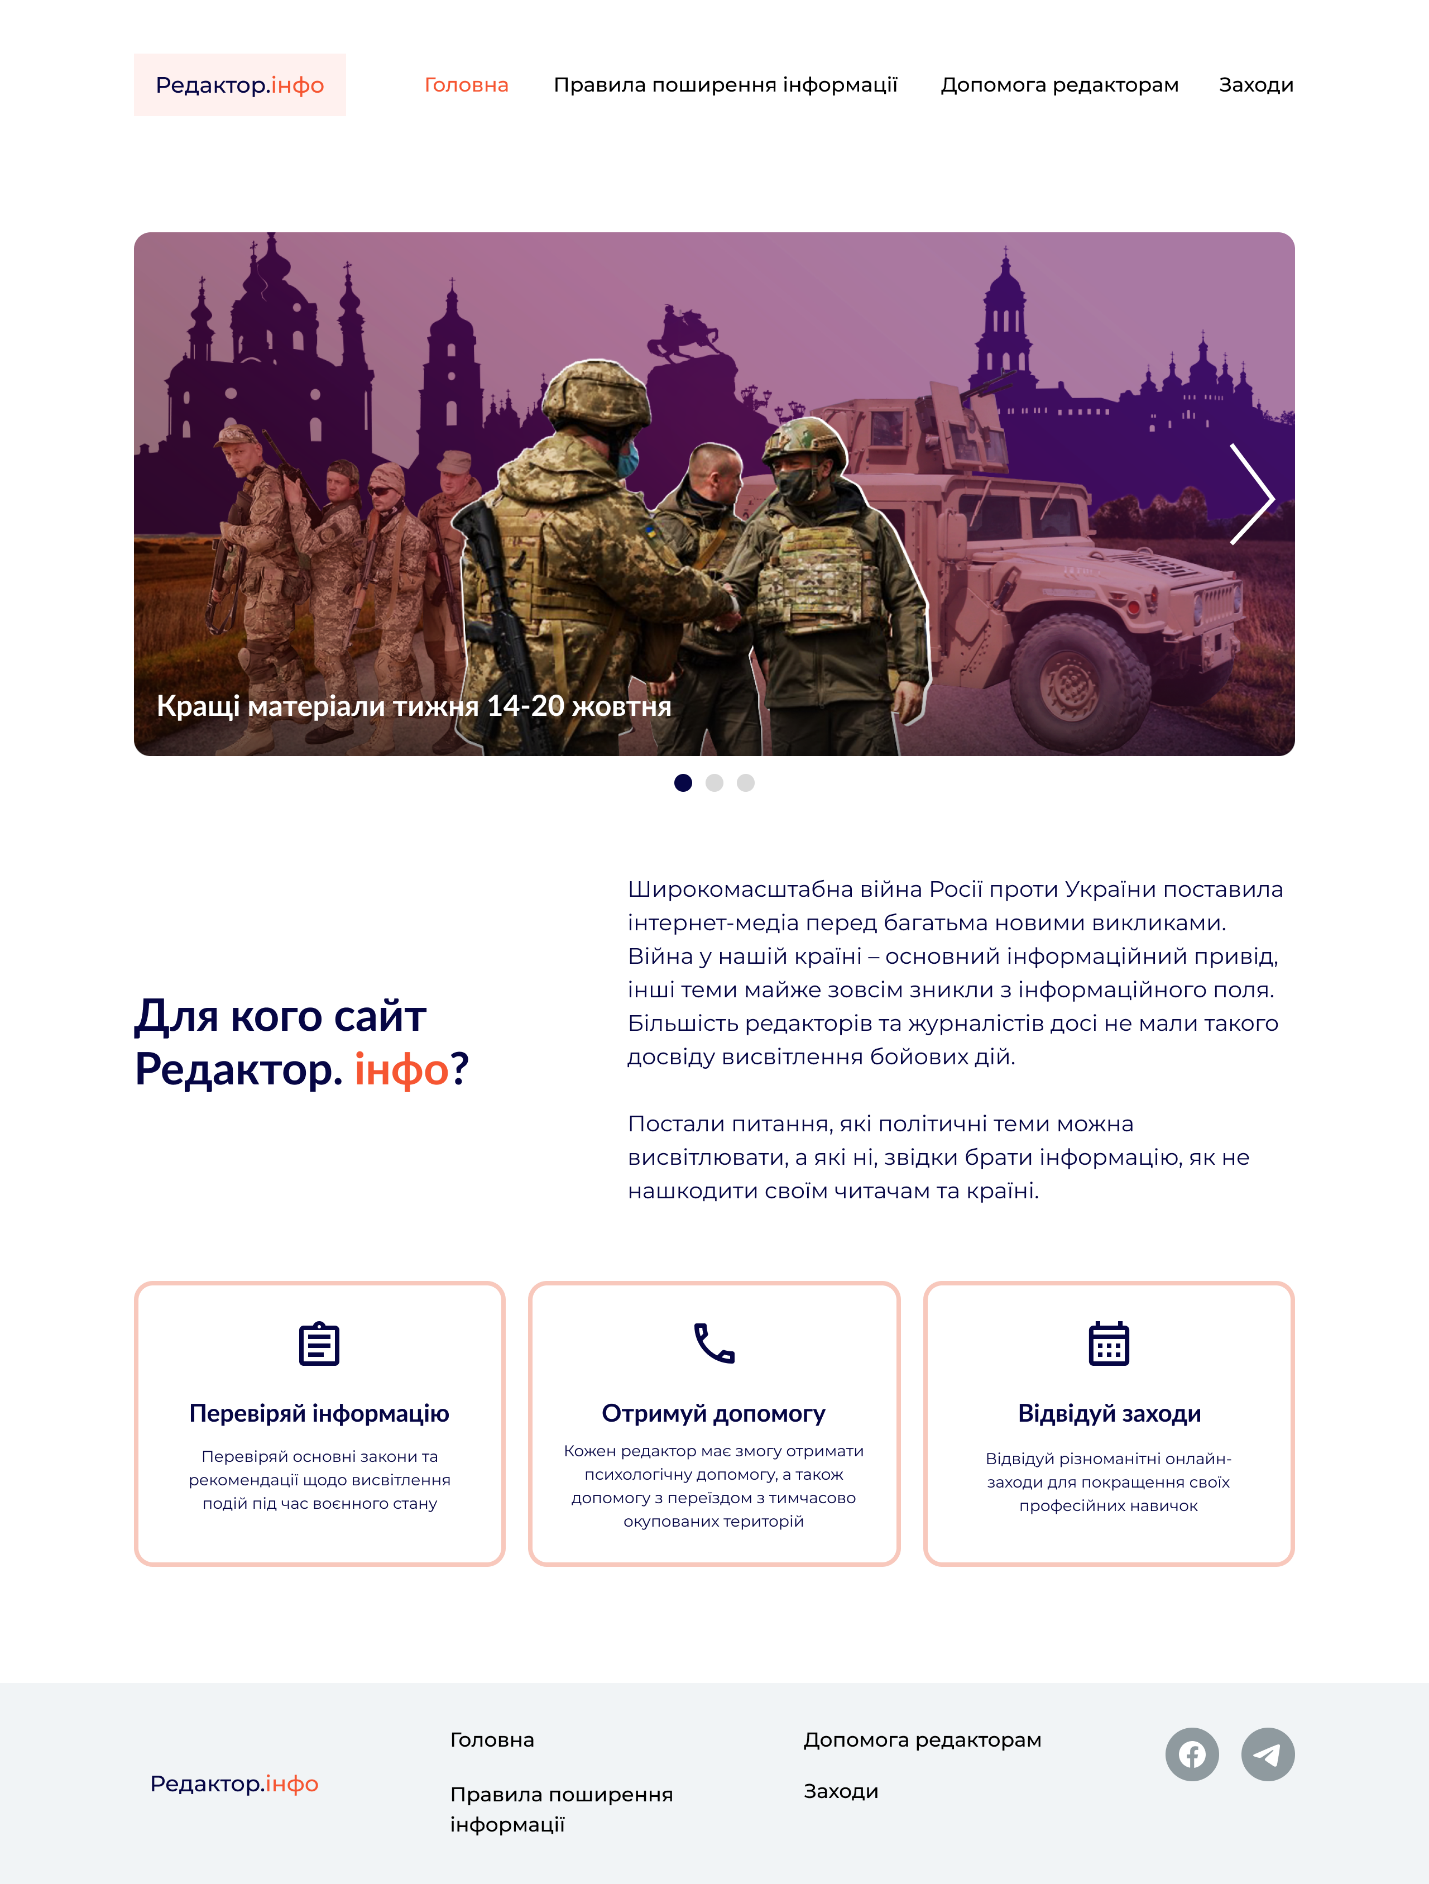 Редактор.інфо
Головна
Правила поширення інформації
Допомога редакторам
Заходи
Кращі матеріали тижня 14-20 жовтня
Для кого сайт
Редактор. інфо?
Широкомасштабна війна Росії проти України поставила
інтернет-медіа перед багатьма новими викликами.
Війна у нашій країні – основний інформаційний привід,
інші теми майже зовсім зникли з інформаційного поля.
Більшість редакторів та журналістів досі не мали такого
досвіду висвітлення бойових дій.
Постали питання, які політичні теми можна
висвітлювати, а які ні, звідки брати інформацію, як не
нашкодити своїм читачам та країні.
Перевіряй інформацію
Перевіряй основні закони та
рекомендації щодо висвітлення
подій під час воєнного стану
Отримуй допомогу
Кожен редактор має змогу отримати
психологічну допомогу, а також
допомогу з переїздом з тимчасово
окупованих територій
Відвідуй заходи
Відвідуй різноманітні онлайн-
заходи для покращення своїх
професійних навичок
Редактор.інфо
Головна
Правила поширення
інформації
Допомога редакторам
Заходи